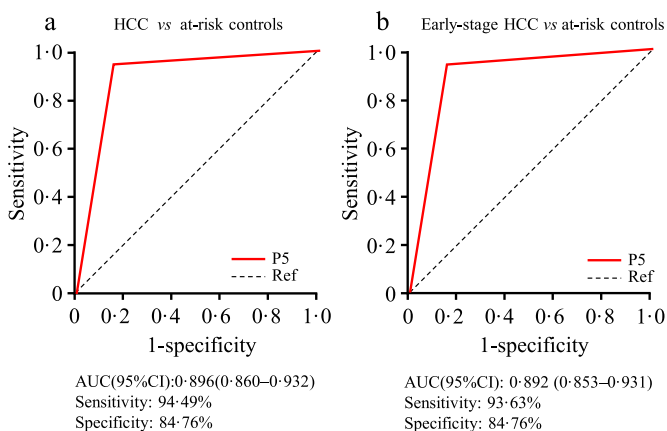 a
HCC vs at-risk controls
1·0
0·8
0·6
0·4
0·2
0
Sensitivity
P5
Ref
0 0·2 0·4 0·6 0·8 1·0
1-specificity
AUC(95%CI):0·896(0·860–0·932)
Sensitivity: 94·49%
Specificity: 84·76%
b
Early-stage HCC vs at-risk controls
1·0
0·8
0·6
0·4
0·2
0
Sensitivity
P5
Ref
0 0·2 0·4 0·6 0·8 1·0
1-specificity
AUC(95%CI): 0·892 (0·853–0·931)
Sensitivity: 93·63%
Specificity: 84·76%